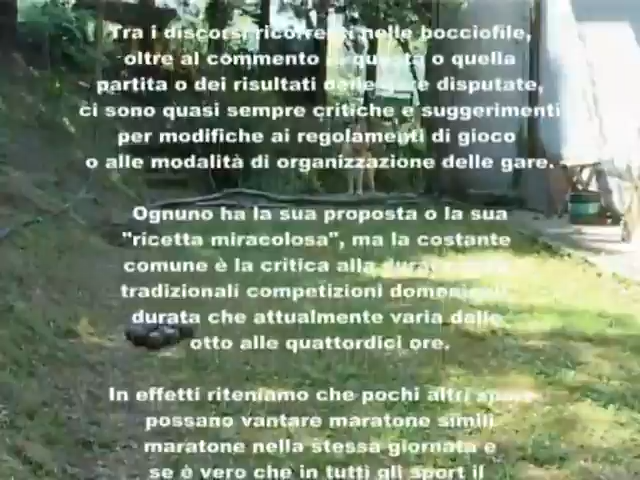 Tra i discorsi ricorrenti nelle bocciofile,
oltre al commento di questa o quella
partita o dei risultati delle gare disputate,
ci sono quasi sempre critiche e suggerimenti
per modifiche ai regolamenti di gioco
o alle modalità di organizzazione delle gare.
Ognuno ha la sua proposta o la sua
"ricetta miracolosa", ma la costante
comune è la critica alla durata delle
tradizionali competizioni domenicali,
durata che attualmente varia dalle
otto alle quattordici ore.
In effetti riteniamo che pochi altri sport
possano vantare maratone simili
maratone nella stessa giornata e
se è vero che in tutti gli sport il